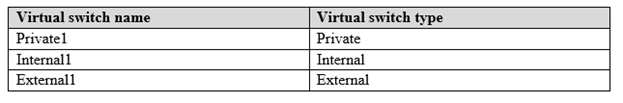 Virtual switch name Virtual switch type
Private1 Private
Internal1 Internal
External1 External